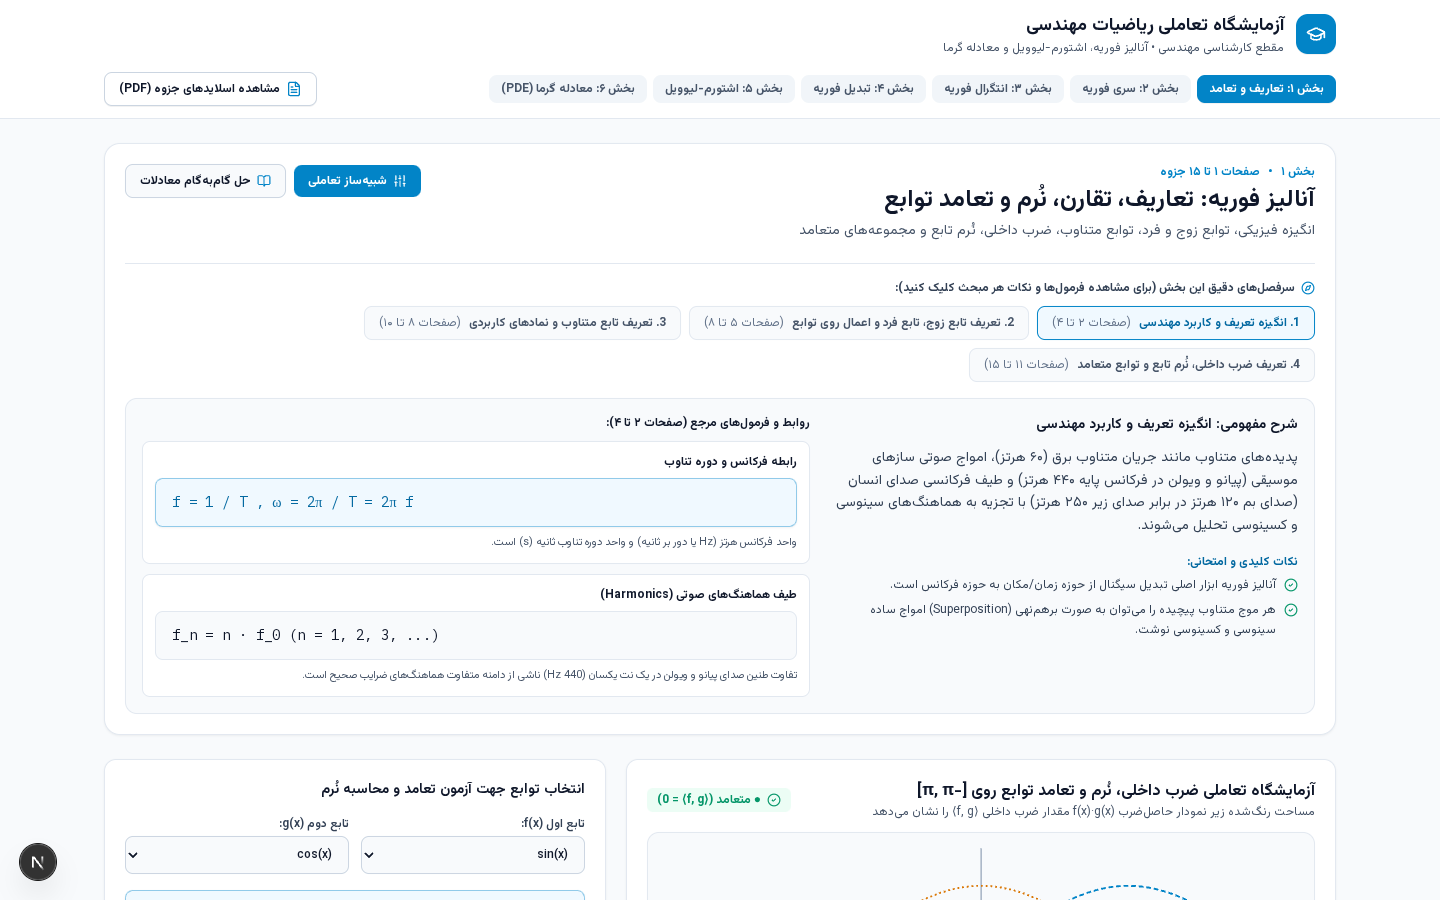 آزمایشگاه تعاملی ریاضیات مهندسی
مقطع کارشناسی مهندسی • آنالیز فوریه، اشتورم-لیوویل و معادله گرما
بخش ۱: تعاریف و تعامد
بخش ۲: سری فوریه
بخش ۳: انتگرال فوریه
بخش ۴: تبدیل فوریه
بخش ۵: اشتورم-لیوویل
بخش ۶: معادله گرما (PDE)
مشاهده اسلایدهای جزوه (PDF)
بخش ۱ • صفحات ۱ تا ۱۵ جزوه
آنالیز فوریه: تعاریف، تقارن، نُرم و تعامد توابع
انگیزه فیزیکی، توابع زوج و فرد، توابع متناوب، ضرب داخلی، نُرم تابع و مجموعه‌های متعامد
شبیه‌ساز تعاملی
حل گام‌به‌گام معادلات
سرفصل‌های دقیق این بخش (برای مشاهده فرمول‌ها و نکات هر مبحث کلیک کنید):
1. انگیزه تعریف و کاربرد مهندسی (صفحات ۲ تا ۴)
2. تعریف تابع زوج، تابع فرد و اعمال روی توابع (صفحات ۵ تا ۸)
3. تعریف تابع متناوب و نمادهای کاربردی (صفحات ۸ تا ۱۰)
4. تعریف ضرب داخلی، نُرم تابع و توابع متعامد (صفحات ۱۱ تا ۱۵)
شرح مفهومی: انگیزه تعریف و کاربرد مهندسی
پدیده‌های متناوب مانند جریان متناوب برق (۶۰ هرتز)، امواج صوتی سازهای
موسیقی (پیانو و ویولن در فرکانس پایه ۴۴۰ هرتز) و طیف فرکانسی صدای انسان
(صدای بم ۱۲۰ هرتز در برابر صدای زیر ۲۵۰ هرتز) با تجزیه به هماهنگ‌های سینوسی
و کسینوسی تحلیل می‌شوند.
نکات کلیدی و امتحانی:
آنالیز فوریه ابزار اصلی تبدیل سیگنال از حوزه زمان/مکان به حوزه فرکانس است.
هر موج متناوب پیچیده را می‌توان به صورت برهم‌نهی (Superposition) امواج ساده
سینوسی و کسینوسی نوشت.
روابط و فرمول‌های مرجع (صفحات ۲ تا ۴):
رابطه فرکانس و دوره تناوب
f = 1 / T , ω = 2π / T = 2π f
واحد فرکانس هرتز (Hz یا دور بر ثانیه) و واحد دوره تناوب ثانیه (s) است.
طیف هماهنگ‌های صوتی (Harmonics)
f_n = n · f_0 (n = 1, 2, 3, ...)
تفاوت طنین صدای پیانو و ویولن در یک نت یکسان (440 Hz) ناشی از دامنه متفاوت هماهنگ‌های ضرایب صحیح است.
آزمایشگاه تعاملی ضرب داخلی، نُرم و تعامد توابع روی [-π, π]
مساحت رنگ‌شده زیر نمودار حاصل‌ضرب f(x)·g(x) مقدار ضرب داخلی ⟨f, g⟩ را نشان می‌دهد
● متعامد (⟨f, g⟩ = 0)
انتخاب توابع جهت آزمون تعامد و محاسبه نُرم
تابع اول f(x):
تابع دوم g(x):
sin(x)
cos(x)
N